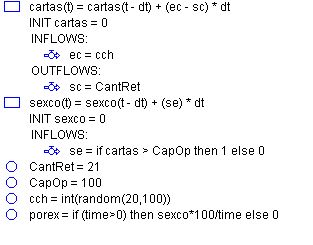 cartas(t) = cartas(t - dt) + (ec - sc) * dt
INIT cartas = 0
INFLOWS:
ec = cch
OUTFLOWS:
sc = CantRet
sexco(t) = sexco(t - dt) + (se) * dt
INIT sexco = 0
INFLOWS:
se = if cartas > CapOp then 1 else 0
CantRet = 21
CapOp = 100
cch = int(random(20,100))
porex = if (time>0) then sexco*100/time else 0